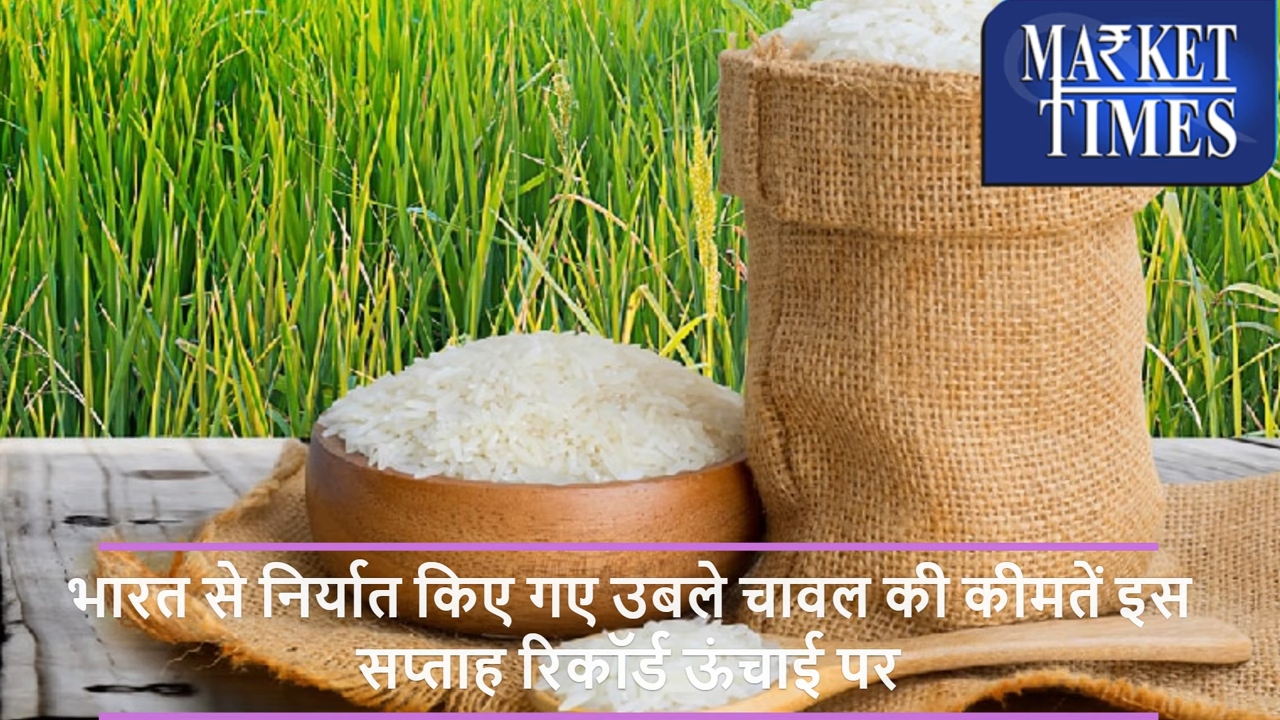 MA₹KET
TIMES
भारत से निर्यात किए गए उबले चावल की कीमतें इस
सप्ताह रिकॉर्ड ऊंचाई पर